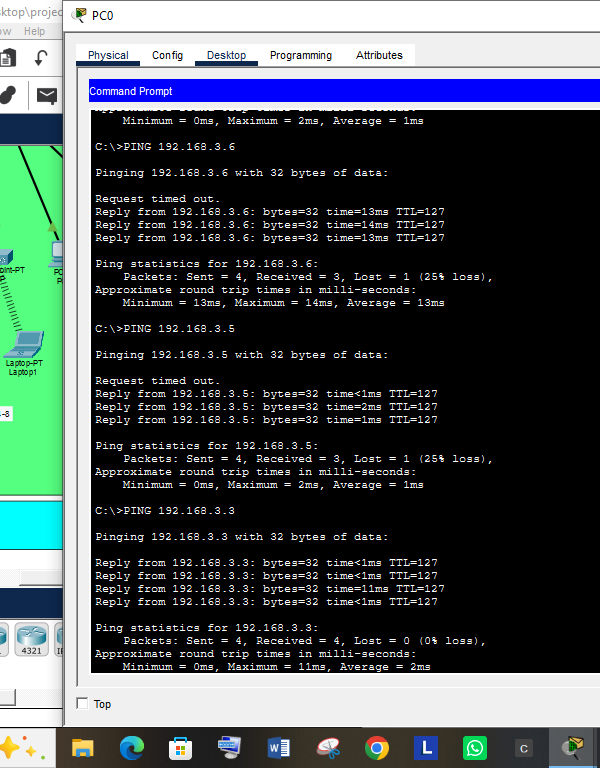 sktop\projec
PC0
ow Help
Physical Config Desktop Programming Attributes
Command Prompt
Approximate round trip times in milli-seconds:
Minimum = 0ms, Maximum = 2ms, Average = 1ms
C:\>PING 192.168.3.6
Pinging 192.168.3.6 with 32 bytes of data:
Request timed out.
Reply from 192.168.3.6: bytes=32 time=13ms TTL=127
Reply from 192.168.3.6: bytes=32 time=14ms TTL=127
Reply from 192.168.3.6: bytes=32 time=13ms TTL=127
Ping statistics for 192.168.3.6:
Packets: Sent = 4, Received = 3, Lost = 1 (25% loss),
Approximate round trip times in milli-seconds:
Minimum = 13ms, Maximum = 14ms, Average = 13ms
C:\>PING 192.168.3.5
Pinging 192.168.3.5 with 32 bytes of data:
Request timed out.
Reply from 192.168.3.5: bytes=32 time<1ms TTL=127
Reply from 192.168.3.5: bytes=32 time=2ms TTL=127
Reply from 192.168.3.5: bytes=32 time=1ms TTL=127
Ping statistics for 192.168.3.5:
Packets: Sent = 4, Received = 3, Lost = 1 (25% loss),
Approximate round trip times in milli-seconds:
Minimum = 0ms, Maximum = 2ms, Average = 1ms
C:\>PING 192.168.3.3
Pinging 192.168.3.3 with 32 bytes of data:
Reply from 192.168.3.3: bytes=32 time<1ms TTL=127
Reply from 192.168.3.3: bytes=32 time<1ms TTL=127
Reply from 192.168.3.3: bytes=32 time=11ms TTL=127
Reply from 192.168.3.3: bytes=32 time<1ms TTL=127
Ping statistics for 192.168.3.3:
Packets: Sent = 4, Received = 4, Lost = 0 (0% loss),
Approximate round trip times in milli-seconds:
Minimum = 0ms, Maximum = 11ms, Average = 2ms
oint-PT
PC
P
Laptop-PT
Laptop1
-8
4321
Top
W
L
C